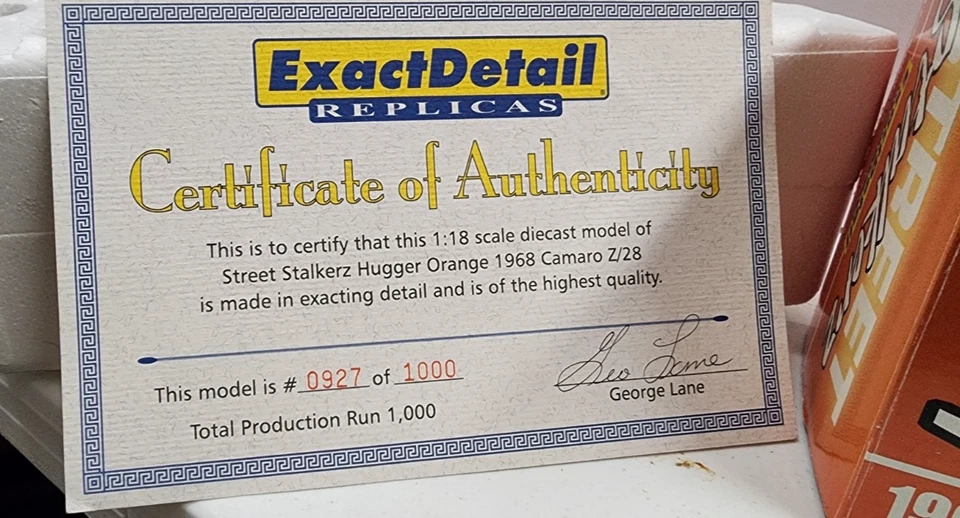 ExactDetail®
REPLICAS
Certificate of Authenticity
This is to certify that this 1:18 scale diecast model of
Street Stalkerz Hugger Orange 1968 Camaro Z/28
is made in exacting detail and is of the highest quality.
This model is # 0927 of 1000
Total Production Run 1,000
Geo Lane
George Lane
STREET
19